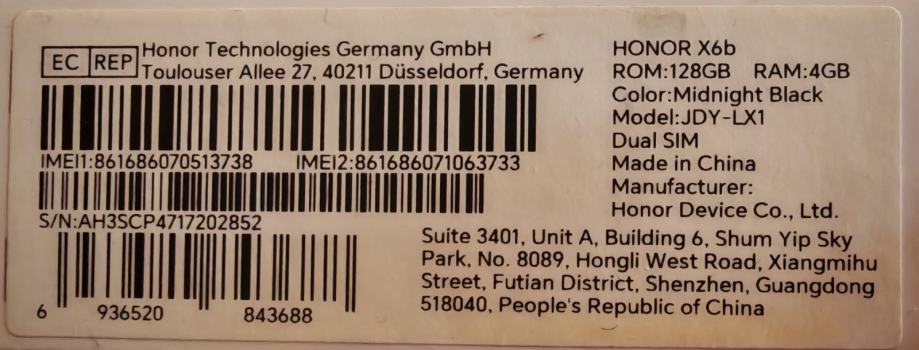 EC REP
Honor Technologies Germany GmbH
Toulouser Allee 27, 40211 Düsseldorf, Germany
IMEI1:861686070513738 IMEI2:861686071063733
S/N:AH3SCP4717202852
6 936520 843688
HONOR X6b
ROM:128GB RAM:4GB
Color:Midnight Black
Model:JDY-LX1
Dual SIM
Made in China
Manufacturer:
Honor Device Co., Ltd.
Suite 3401, Unit A, Building 6, Shum Yip Sky
Park, No. 8089, Hongli West Road, Xiangmihu
Street, Futian District, Shenzhen, Guangdong
518040, People's Republic of China